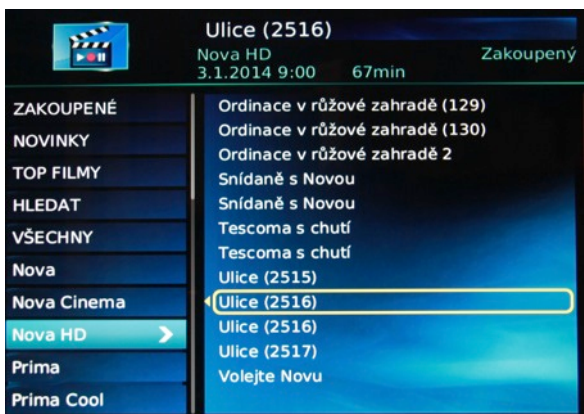 Ulice (2516)
Nova HD
Zakoupený
3.1.2014 9:00 67min
ZAKOUPENÉ
NOVINKY
TOP FILMY
HLEDAT
VŠECHNY
Nova
Nova Cinema
Nova HD
Prima
Prima Cool
Ordinace v růžové zahradě (129)
Ordinace v růžové zahradě (130)
Ordinace v růžové zahradě 2
Snídaně s Novou
Snídaně s Novou
Tescoma s chutí
Tescoma s chutí
Ulice (2515)
Ulice (2516)
Ulice (2516)
Ulice (2517)
Volejte Novu